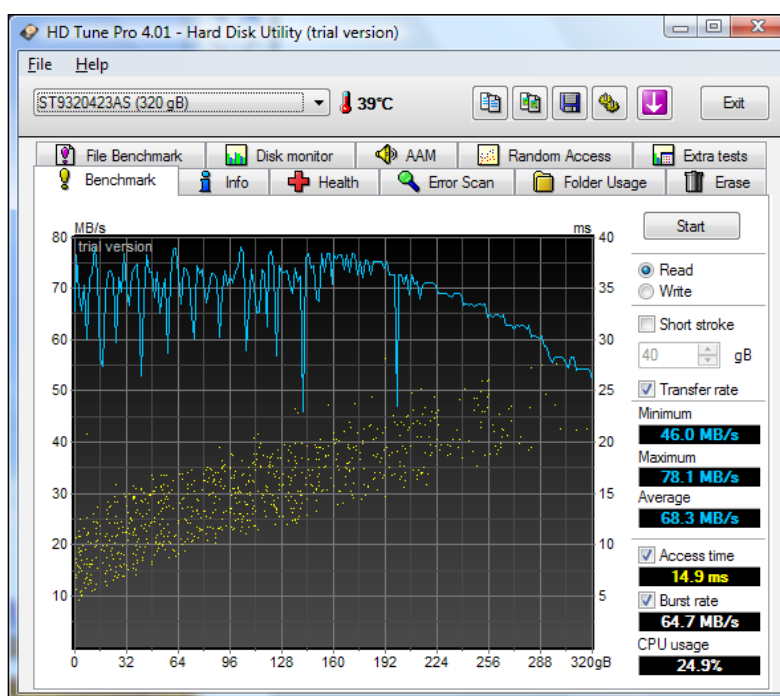 HD Tune Pro 4.01 - Hard Disk Utility (trial version)
File Help
ST9320423AS (320 gB) 39°C Exit
File Benchmark Disk monitor AAM Random Access Extra tests
Benchmark Info Health Error Scan Folder Usage Erase
MB/s ms Start
80 trial version 40
Read
70 35
Write
60 30 Short stroke
40 gB
50 25 Transfer rate
Minimum
40 20 46.0 MB/s
Maximum
78.1 MB/s
30 15 Average
68.3 MB/s
20 10 Access time
14.9 ms
10 5 Burst rate
64.7 MB/s
CPU usage
0 32 64 96 128 160 192 224 256 288 320gB 24.9%